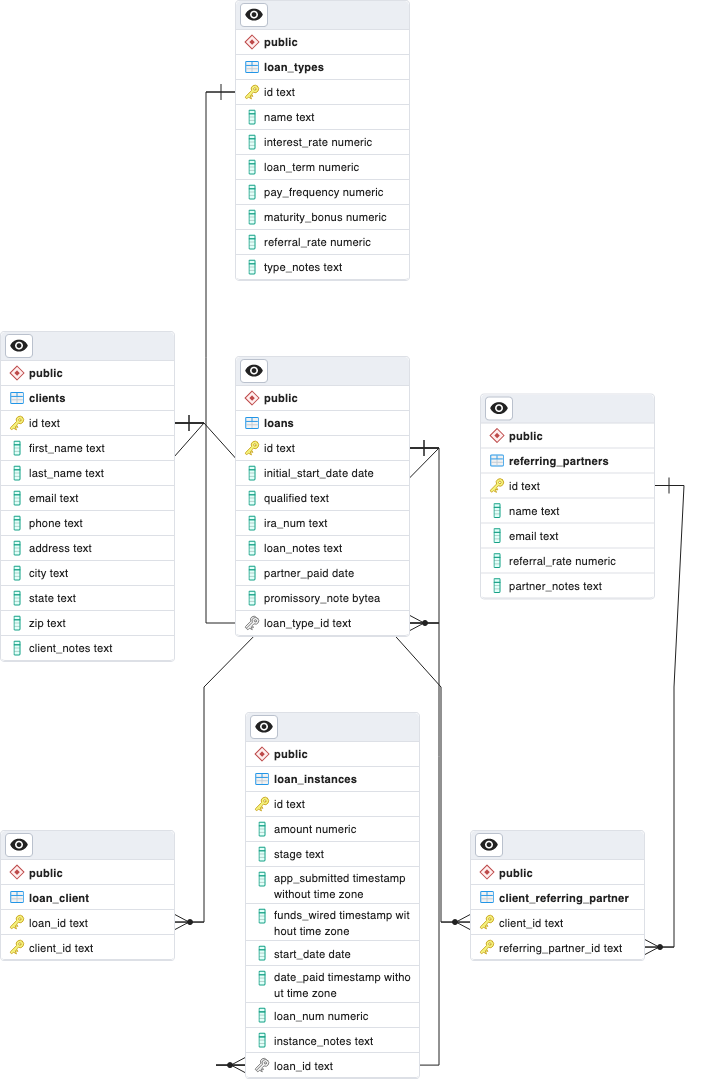 public
loan_types
id text
name text
interest_rate numeric
loan_term numeric
pay_frequency numeric
maturity_bonus numeric
referral_rate numeric
type_notes text
public
clients
id text
first_name text
last_name text
email text
phone text
address text
city text
state text
zip text
client_notes text
public
loans
id text
initial_start_date date
qualified text
ira_num text
loan_notes text
partner_paid date
promissory_note bytea
loan_type_id text
public
referring_partners
id text
name text
email text
referral_rate numeric
partner_notes text
public
loan_instances
id text
amount numeric
stage text
app_submitted timestamp
without time zone
funds_wired timestamp wit
hout time zone
start_date date
date_paid timestamp witho
ut time zone
loan_num numeric
instance_notes text
loan_id text
public
loan_client
loan_id text
client_id text
public
client_referring_partner
client_id text
referring_partner_id text